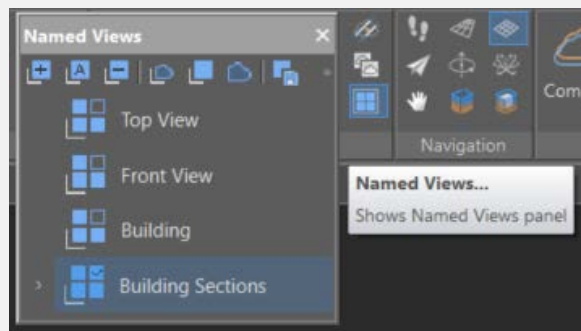 Named Views
Top View
Front View
Building
Building Sections
Navigation
Com
Named Views...
Shows Named Views panel